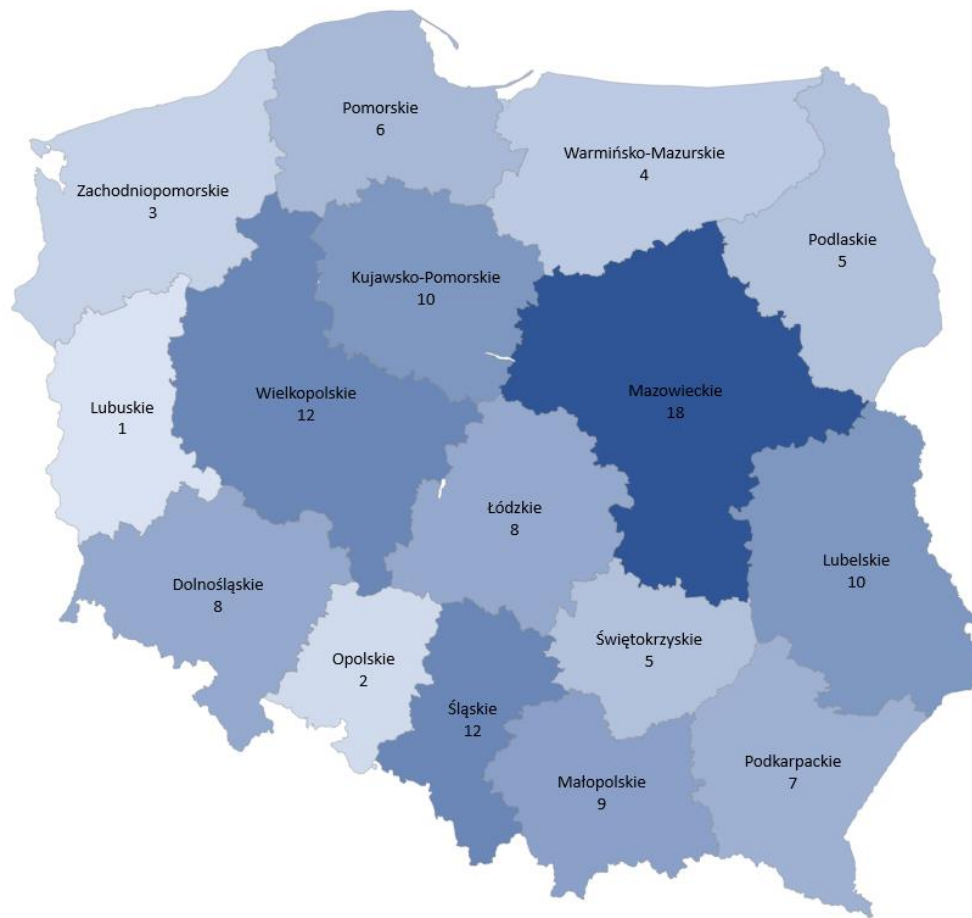 Pomorskie
6
Warmińsko-Mazurskie
4
Zachodniopomorskie
3
Podlaskie
5
Kujawsko-Pomorskie
10
Mazowieckie
18
Wielkopolskie
12
Lubuskie
1
Łódzkie
8
Lubelskie
10
Dolnośląskie
8
Świętokrzyskie
5
Opolskie
2
Śląskie
12
Podkarpackie
7
Małopolskie
9